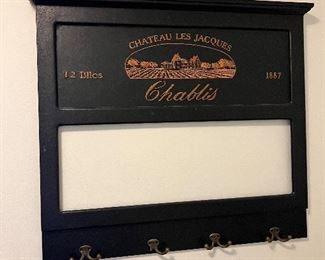 CHATEAU LES JACQUES
12 Btles 1887
Chablis